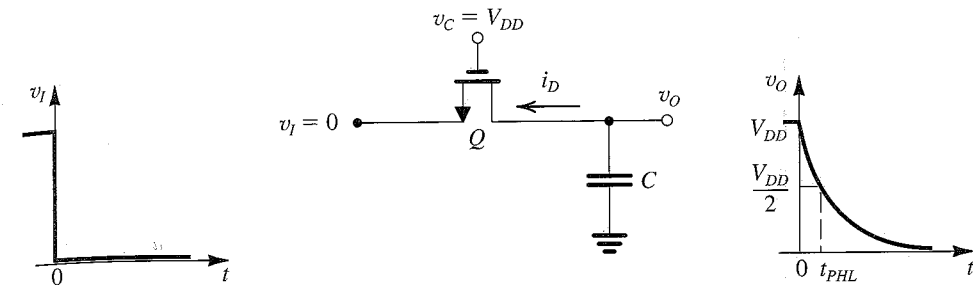 v_I
0
t
v_C = V_DD
v_I = 0
Q
i_D
v_O
C
v_O
V_DD
V_DD
2
0
t_PHL
t